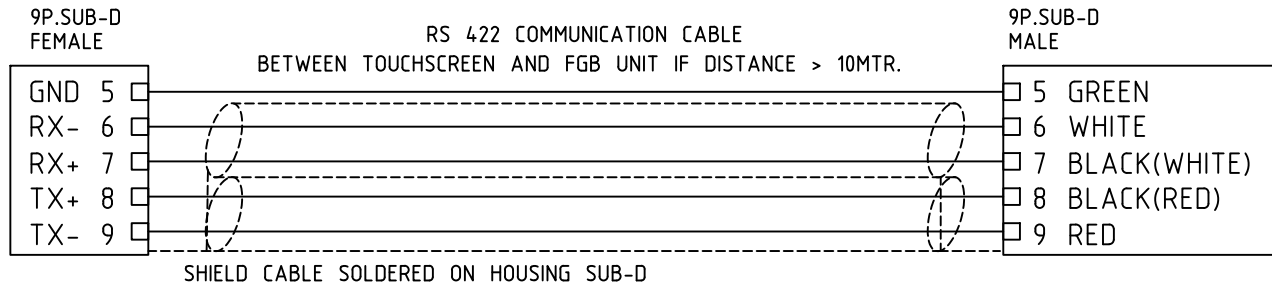 9P.SUB-D
FEMALE
RS 422 COMMUNICATION CABLE
BETWEEN TOUCHSCREEN AND FGB UNIT IF DISTANCE > 10MTR.
9P.SUB-D
MALE
GND 5
RX- 6
RX+ 7
TX+ 8
TX- 9
5 GREEN
6 WHITE
7 BLACK(WHITE)
8 BLACK(RED)
9 RED
SHIELD CABLE SOLDERED ON HOUSING SUB-D